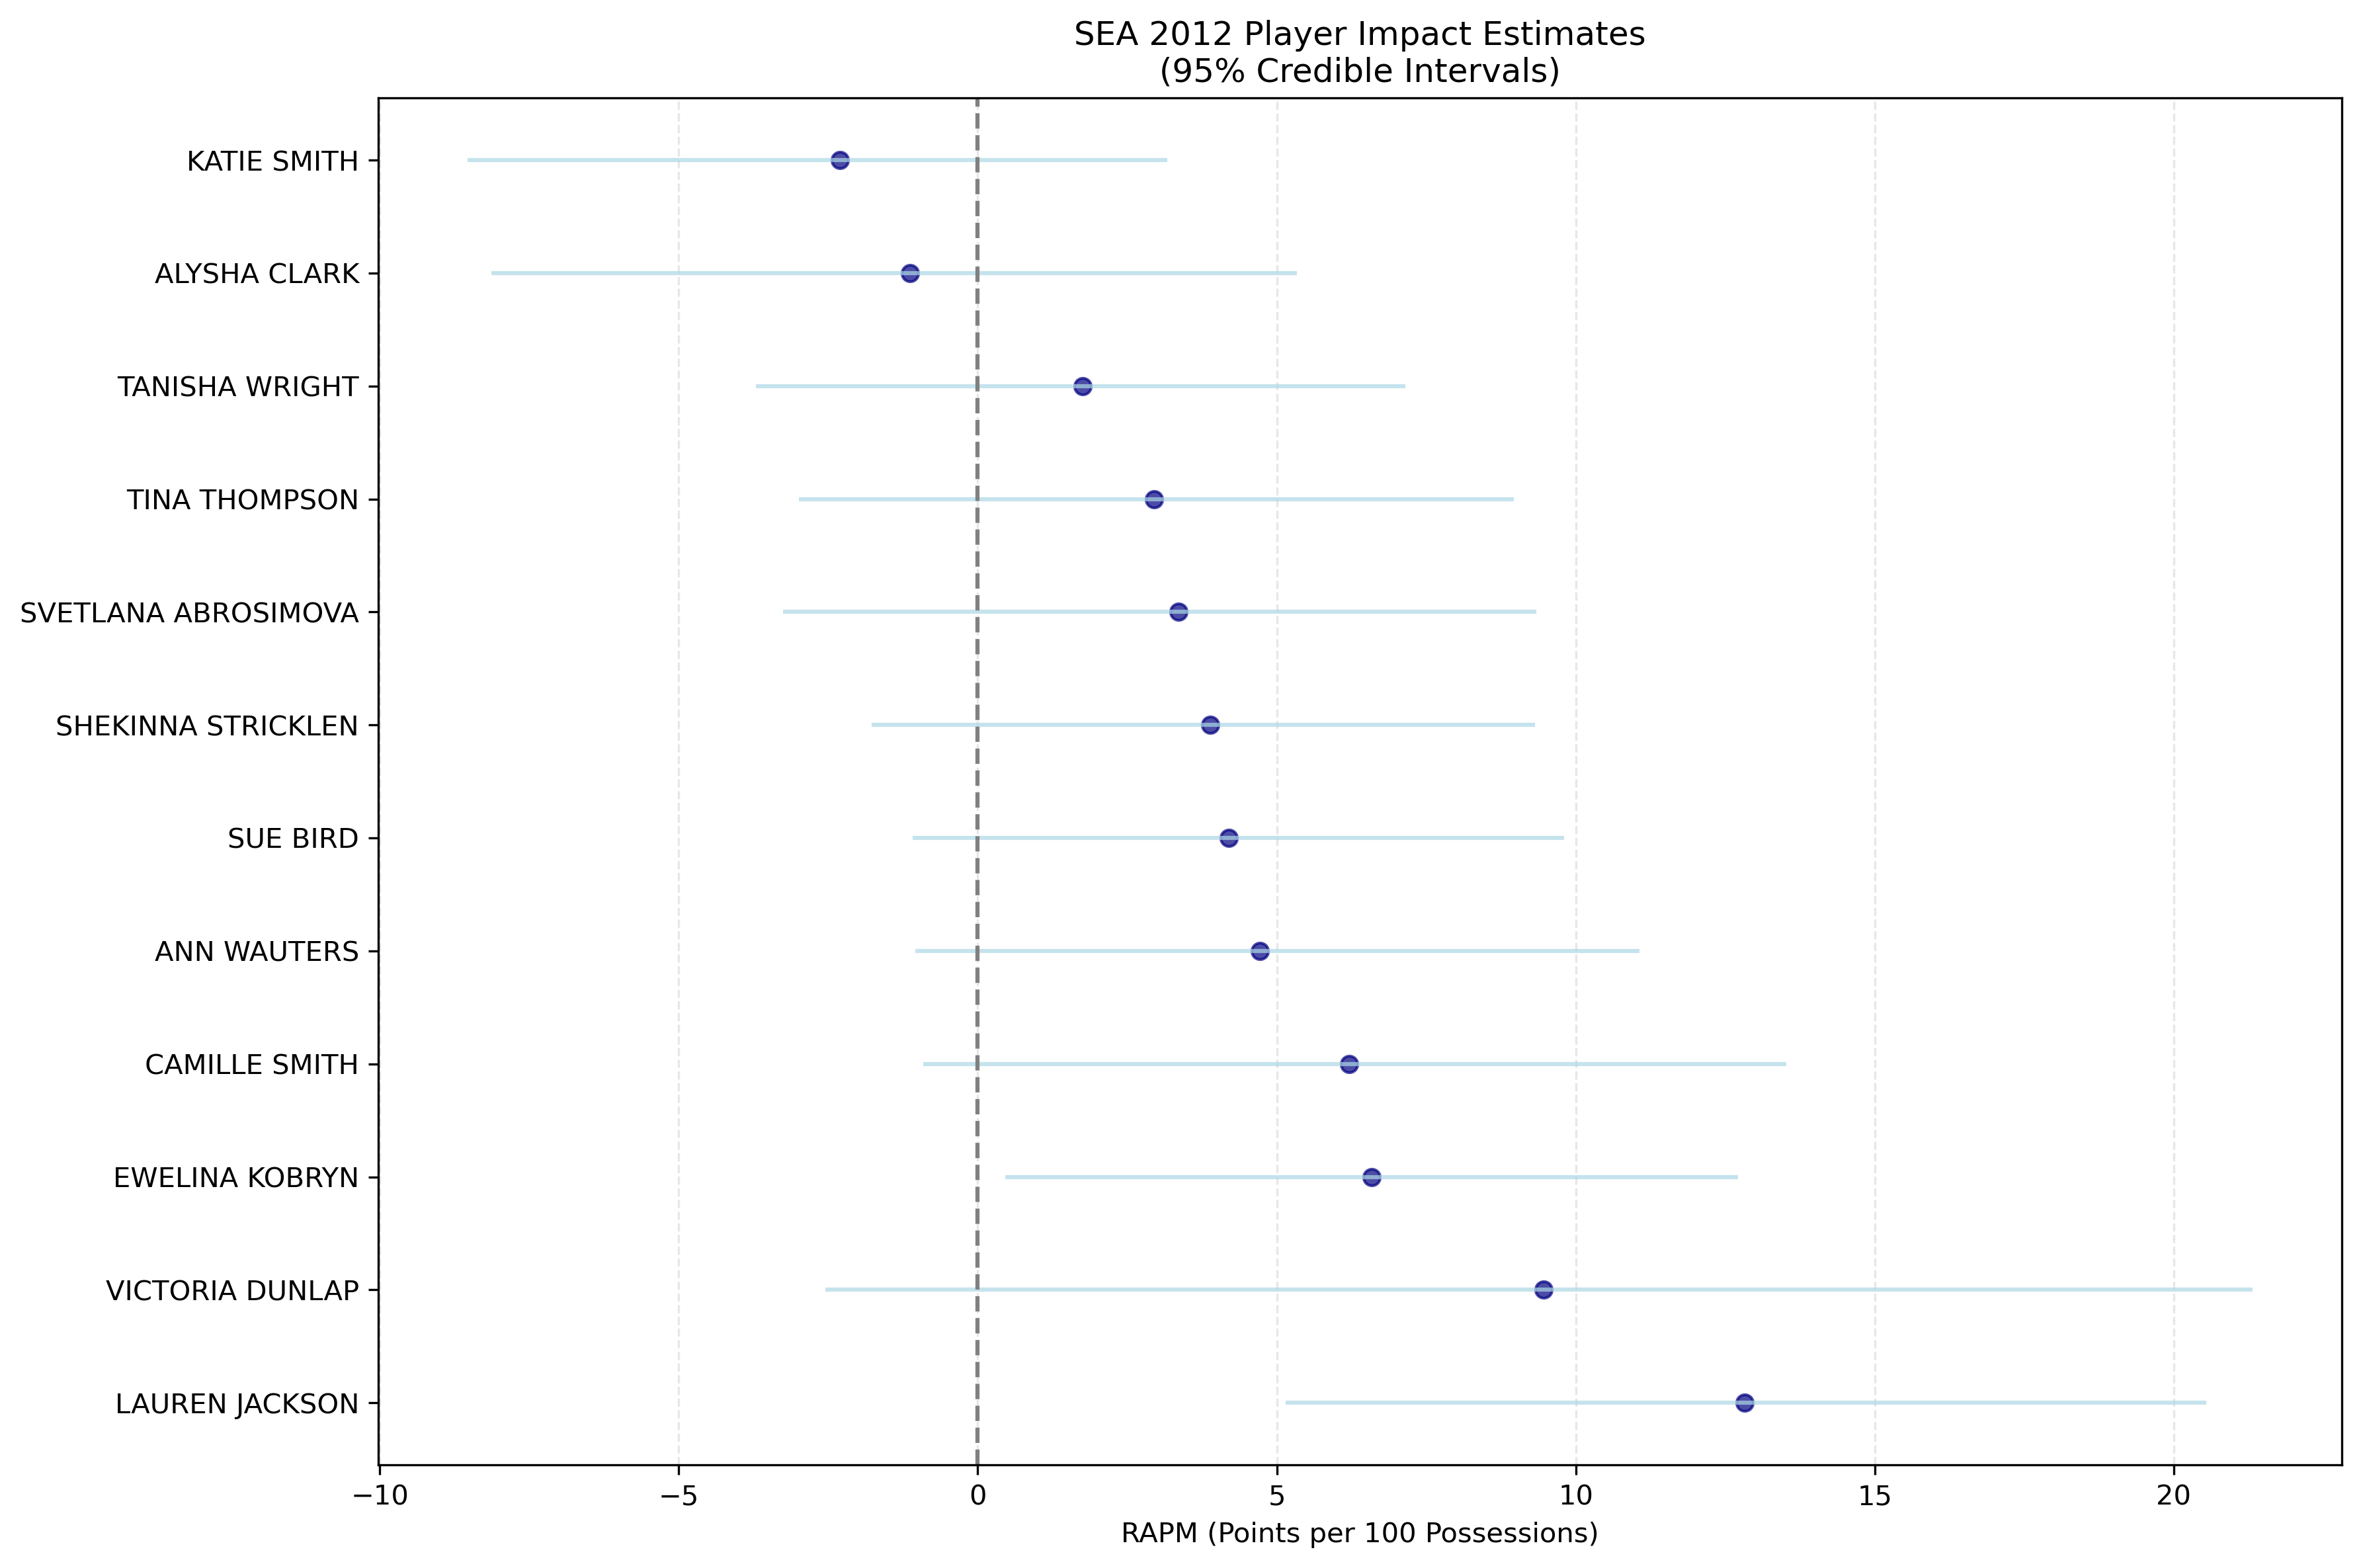 SEA 2012 Player Impact Estimates
(95% Credible Intervals)
KATIE SMITH
ALYSHA CLARK
TANISHA WRIGHT
TINA THOMPSON
SVETLANA ABROSIMOVA
SHEKINNA STRICKLEN
SUE BIRD
ANN WAUTERS
CAMILLE SMITH
EWELINA KOBRYN
VICTORIA DUNLAP
LAUREN JACKSON
−10 −5 0 5 10 15 20
RAPM (Points per 100 Possessions)